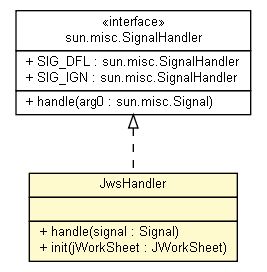 «interface»
sun.misc.SignalHandler
+ SIG_DFL : sun.misc.SignalHandler
+ SIG_IGN : sun.misc.SignalHandler
+ handle(arg0 : sun.misc.Signal)
JwsHandler
+ handle(signal : Signal)
+ init(jWorkSheet : JWorkSheet)